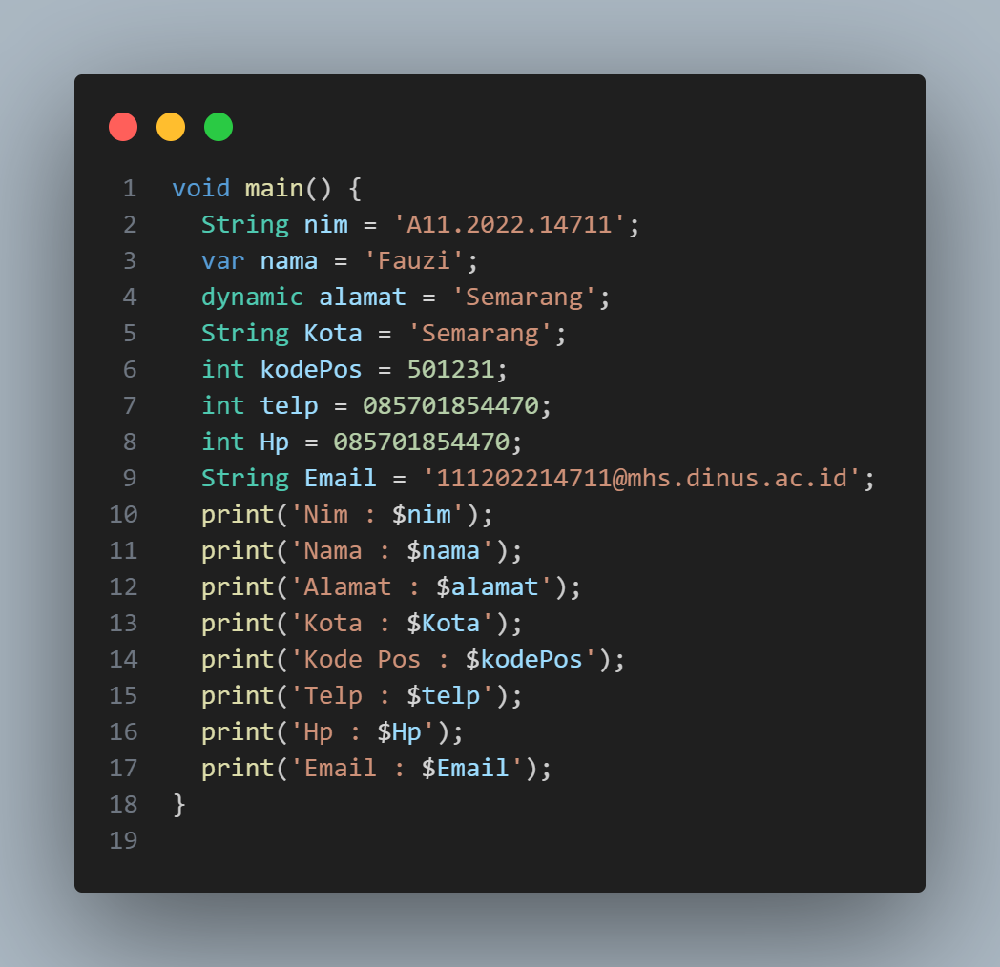 1 void main() {
2   String nim = 'A11.2022.14711';
3   var nama = 'Fauzi';
4   dynamic alamat = 'Semarang';
5   String Kota = 'Semarang';
6   int kodePos = 501231;
7   int telp = 085701854470;
8   int Hp = 085701854470;
9   String Email = '111202214711@mhs.dinus.ac.id';
10   print('Nim : $nim');
11   print('Nama : $nama');
12   print('Alamat : $alamat');
13   print('Kota : $Kota');
14   print('Kode Pos : $kodePos');
15   print('Telp : $telp');
16   print('Hp : $Hp');
17   print('Email : $Email');
18 }
19